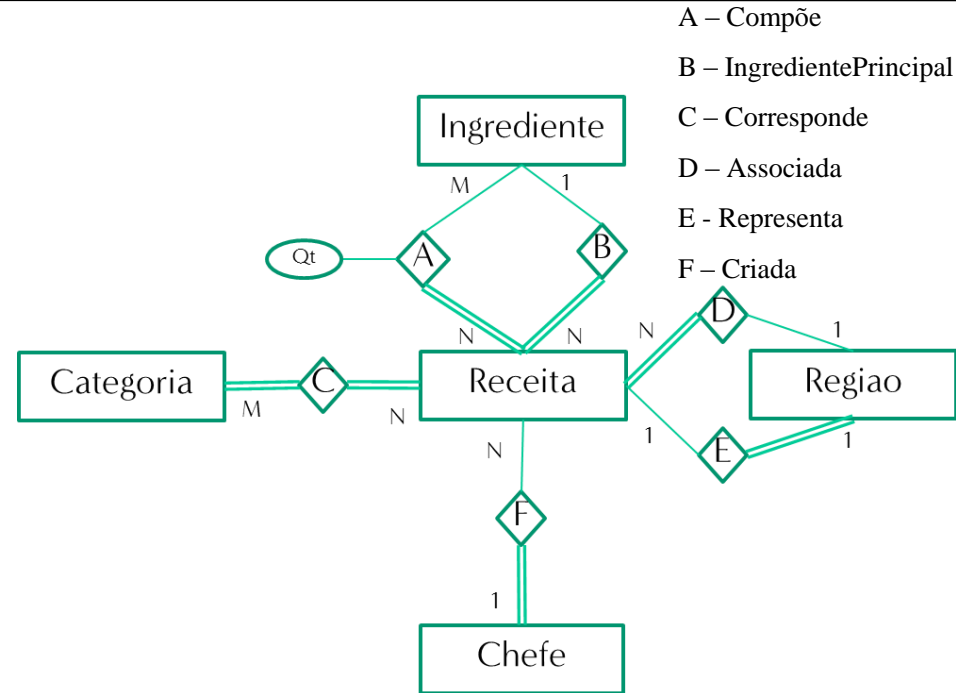 A – Compõe
B – IngredientePrincipal
C – Corresponde
D – Associada
E - Representa
F – Criada
Ingrediente
M
1
Qt
A
B
N
N
D
N
1
Categoria
C
Receita
Regiao
M
N
N
1
E
1
F
1
Chefe